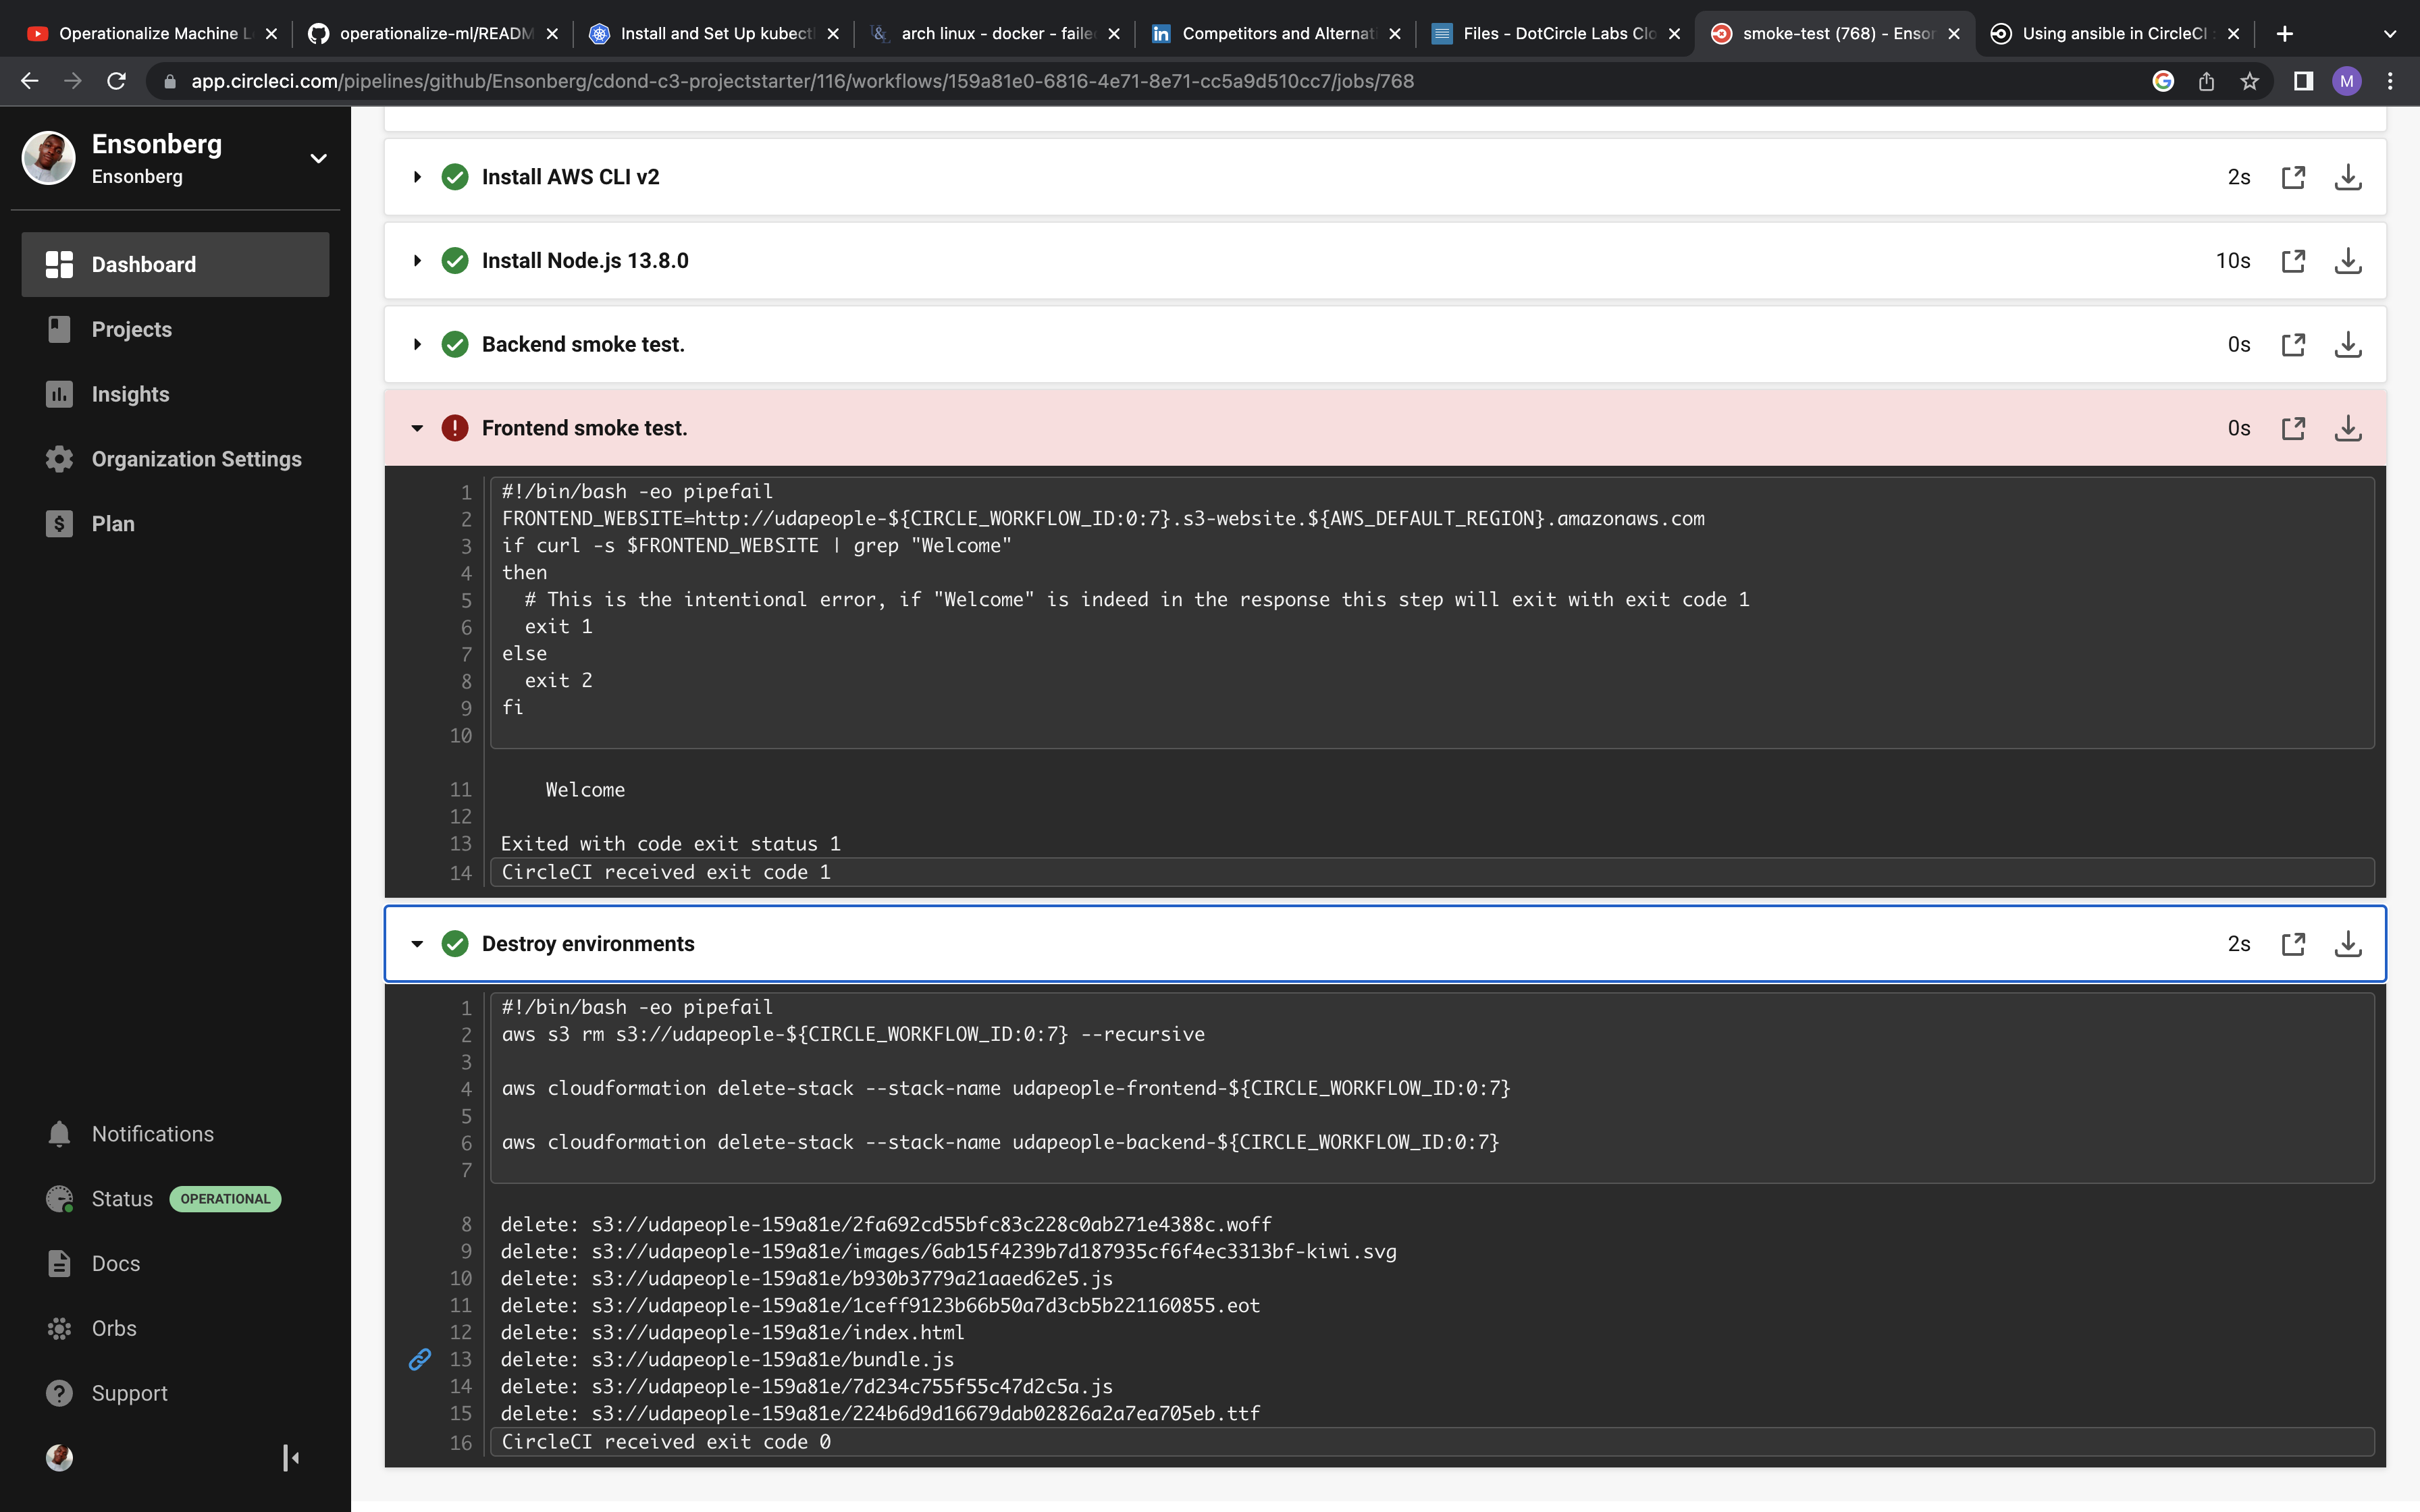 Operationalize Machine L
operationalize-ml/READM
Install and Set Up kubectl
arch linux - docker - faile
Competitors and Alternati
Files - DotCircle Labs Clo
smoke-test (768) - Ensor
Using ansible in CircleCI
app.circleci.com/pipelines/github/Ensonberg/cdond-c3-projectstarter/116/workflows/159a81e0-6816-4e71-8e71-cc5a9d510cc7/jobs/768
M
Ensonberg
Ensonberg
Dashboard
Projects
Insights
Organization Settings
Plan
Notifications
Status OPERATIONAL
Docs
Orbs
Support
Install AWS CLI v2 2s
Install Node.js 13.8.0 10s
Backend smoke test. 0s
Frontend smoke test. 0s
1 #!/bin/bash -eo pipefail
2 FRONTEND_WEBSITE=http://udapeople-${CIRCLE_WORKFLOW_ID:0:7}.s3-website.${AWS_DEFAULT_REGION}.amazonaws.com
3 if curl -s $FRONTEND_WEBSITE | grep "Welcome"
4 then
5 # This is the intentional error, if "Welcome" is indeed in the response this step will exit with exit code 1
6 exit 1
7 else
8 exit 2
9 fi
10
11 Welcome
12
13 Exited with code exit status 1
14 CircleCI received exit code 1
Destroy environments 2s
1 #!/bin/bash -eo pipefail
2 aws s3 rm s3://udapeople-${CIRCLE_WORKFLOW_ID:0:7} --recursive
3
4 aws cloudformation delete-stack --stack-name udapeople-frontend-${CIRCLE_WORKFLOW_ID:0:7}
5
6 aws cloudformation delete-stack --stack-name udapeople-backend-${CIRCLE_WORKFLOW_ID:0:7}
7
8 delete: s3://udapeople-159a81e/2fa692cd55bfc83c228c0ab271e4388c.woff
9 delete: s3://udapeople-159a81e/images/6ab15f4239b7d187935cf6f4ec3313bf-kiwi.svg
10 delete: s3://udapeople-159a81e/b930b3779a21aaed62e5.js
11 delete: s3://udapeople-159a81e/1ceff9123b66b50a7d3cb5b221160855.eot
12 delete: s3://udapeople-159a81e/index.html
13 delete: s3://udapeople-159a81e/bundle.js
14 delete: s3://udapeople-159a81e/7d234c755f55c47d2c5a.js
15 delete: s3://udapeople-159a81e/224b6d9d16679dab02826a2a7ea705eb.ttf
16 CircleCI received exit code 0